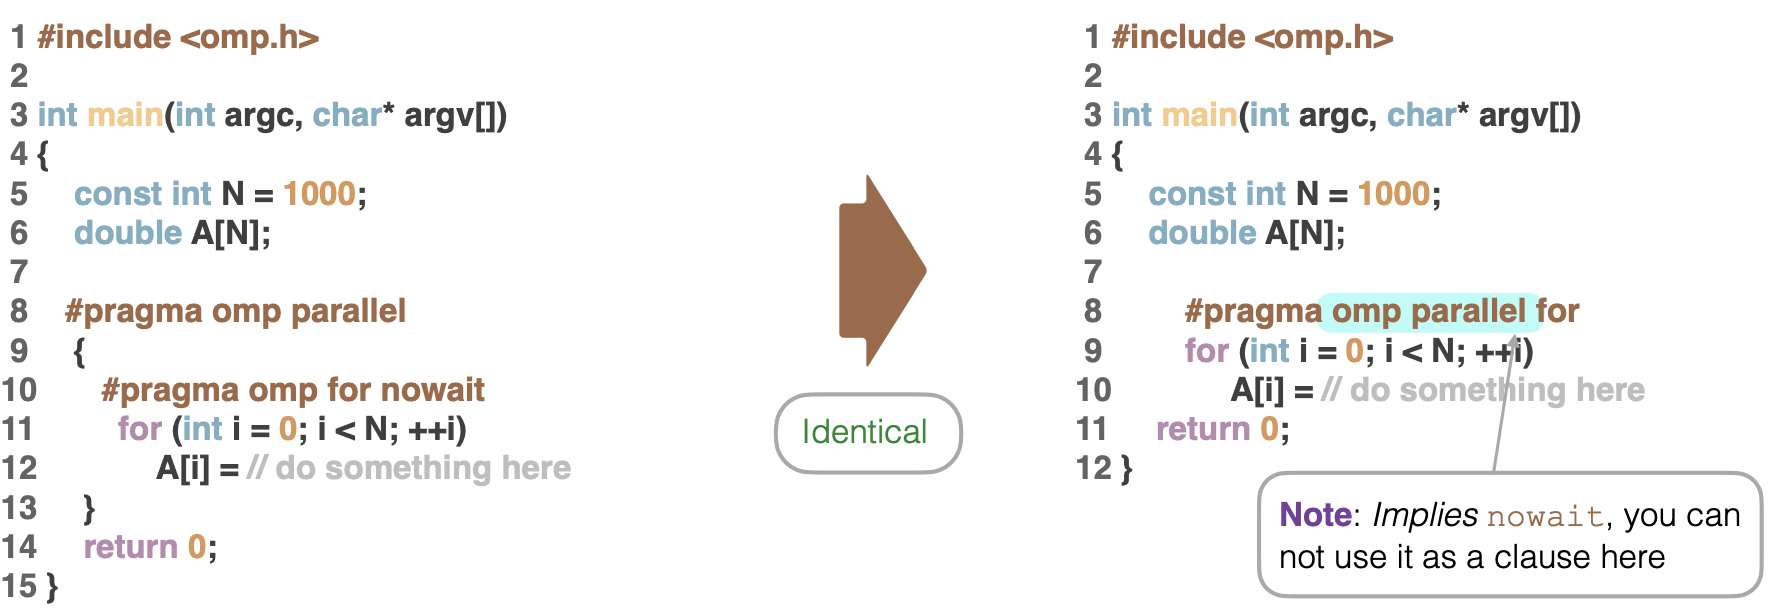 1 #include <omp.h>
2
3 int main(int argc, char* argv[])
4 {
5 const int N = 1000;
6 double A[N];
7
8 #pragma omp parallel
9 {
10 #pragma omp for nowait
11 for (int i = 0; i < N; ++i)
12 A[i] = // do something here
13 }
14 return 0;
15 }
Identical
1 #include <omp.h>
2
3 int main(int argc, char* argv[])
4 {
5 const int N = 1000;
6 double A[N];
7
8 #pragma omp parallel for
9 for (int i = 0; i < N; ++i)
10 A[i] = // do something here
11 return 0;
12 }
Note: Implies nowait, you can
not use it as a clause here